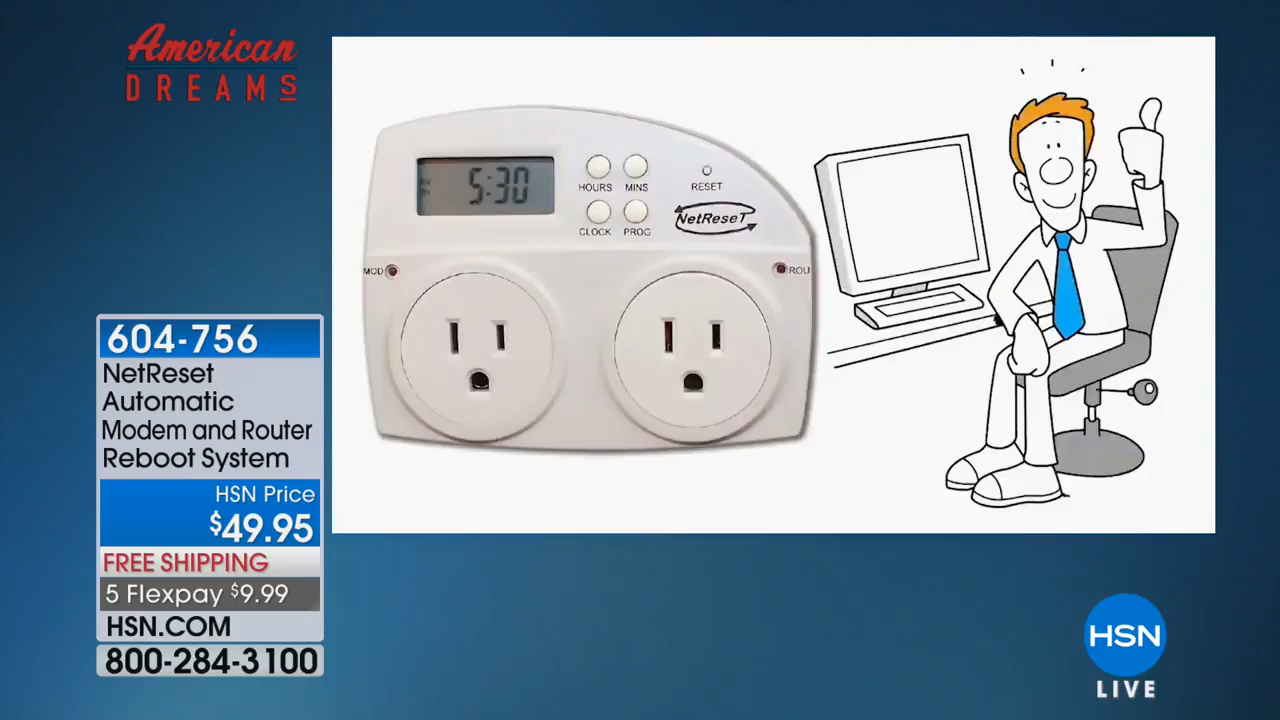 American
DREAMS
604-756
NetReset
Automatic
Modem and Router
Reboot System
HSN Price
$49.95
FREE SHIPPING
5 Flexpay $9.99
HSN.COM
800-284-3100
5:30
HOURS MINS
RESET
CLOCK PROG
NetReseT
MOD
ROU
HSN
LIVE